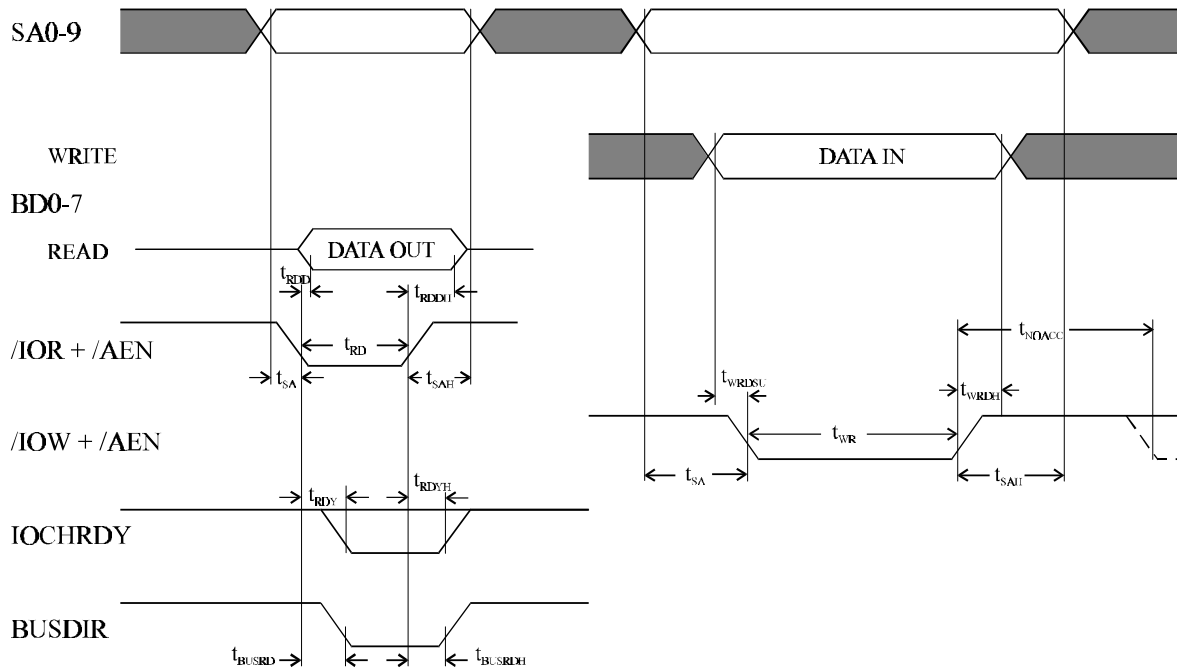 SA0-9
WRITE
DATA IN
BD0-7
READ
DATA OUT
tRDD
tRDDH
tNOACC
/IOR + /AEN
tRD
tSA
tSAH
tWRDSU
tWRDH
/IOW + /AEN
tWR
tSA
tSAH
tRDY
tRDYH
IOCHRDY
BUSDIR
tBUSRD
tBUSRDH